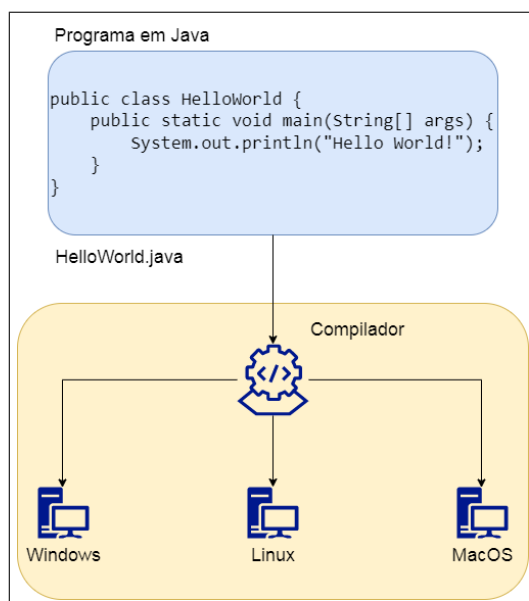 Programa em Java
public class HelloWorld {
    public static void main(String[] args) {
        System.out.println("Hello World!");
    }
}
HelloWorld.java
Compilador
</>
Windows
Linux
MacOS